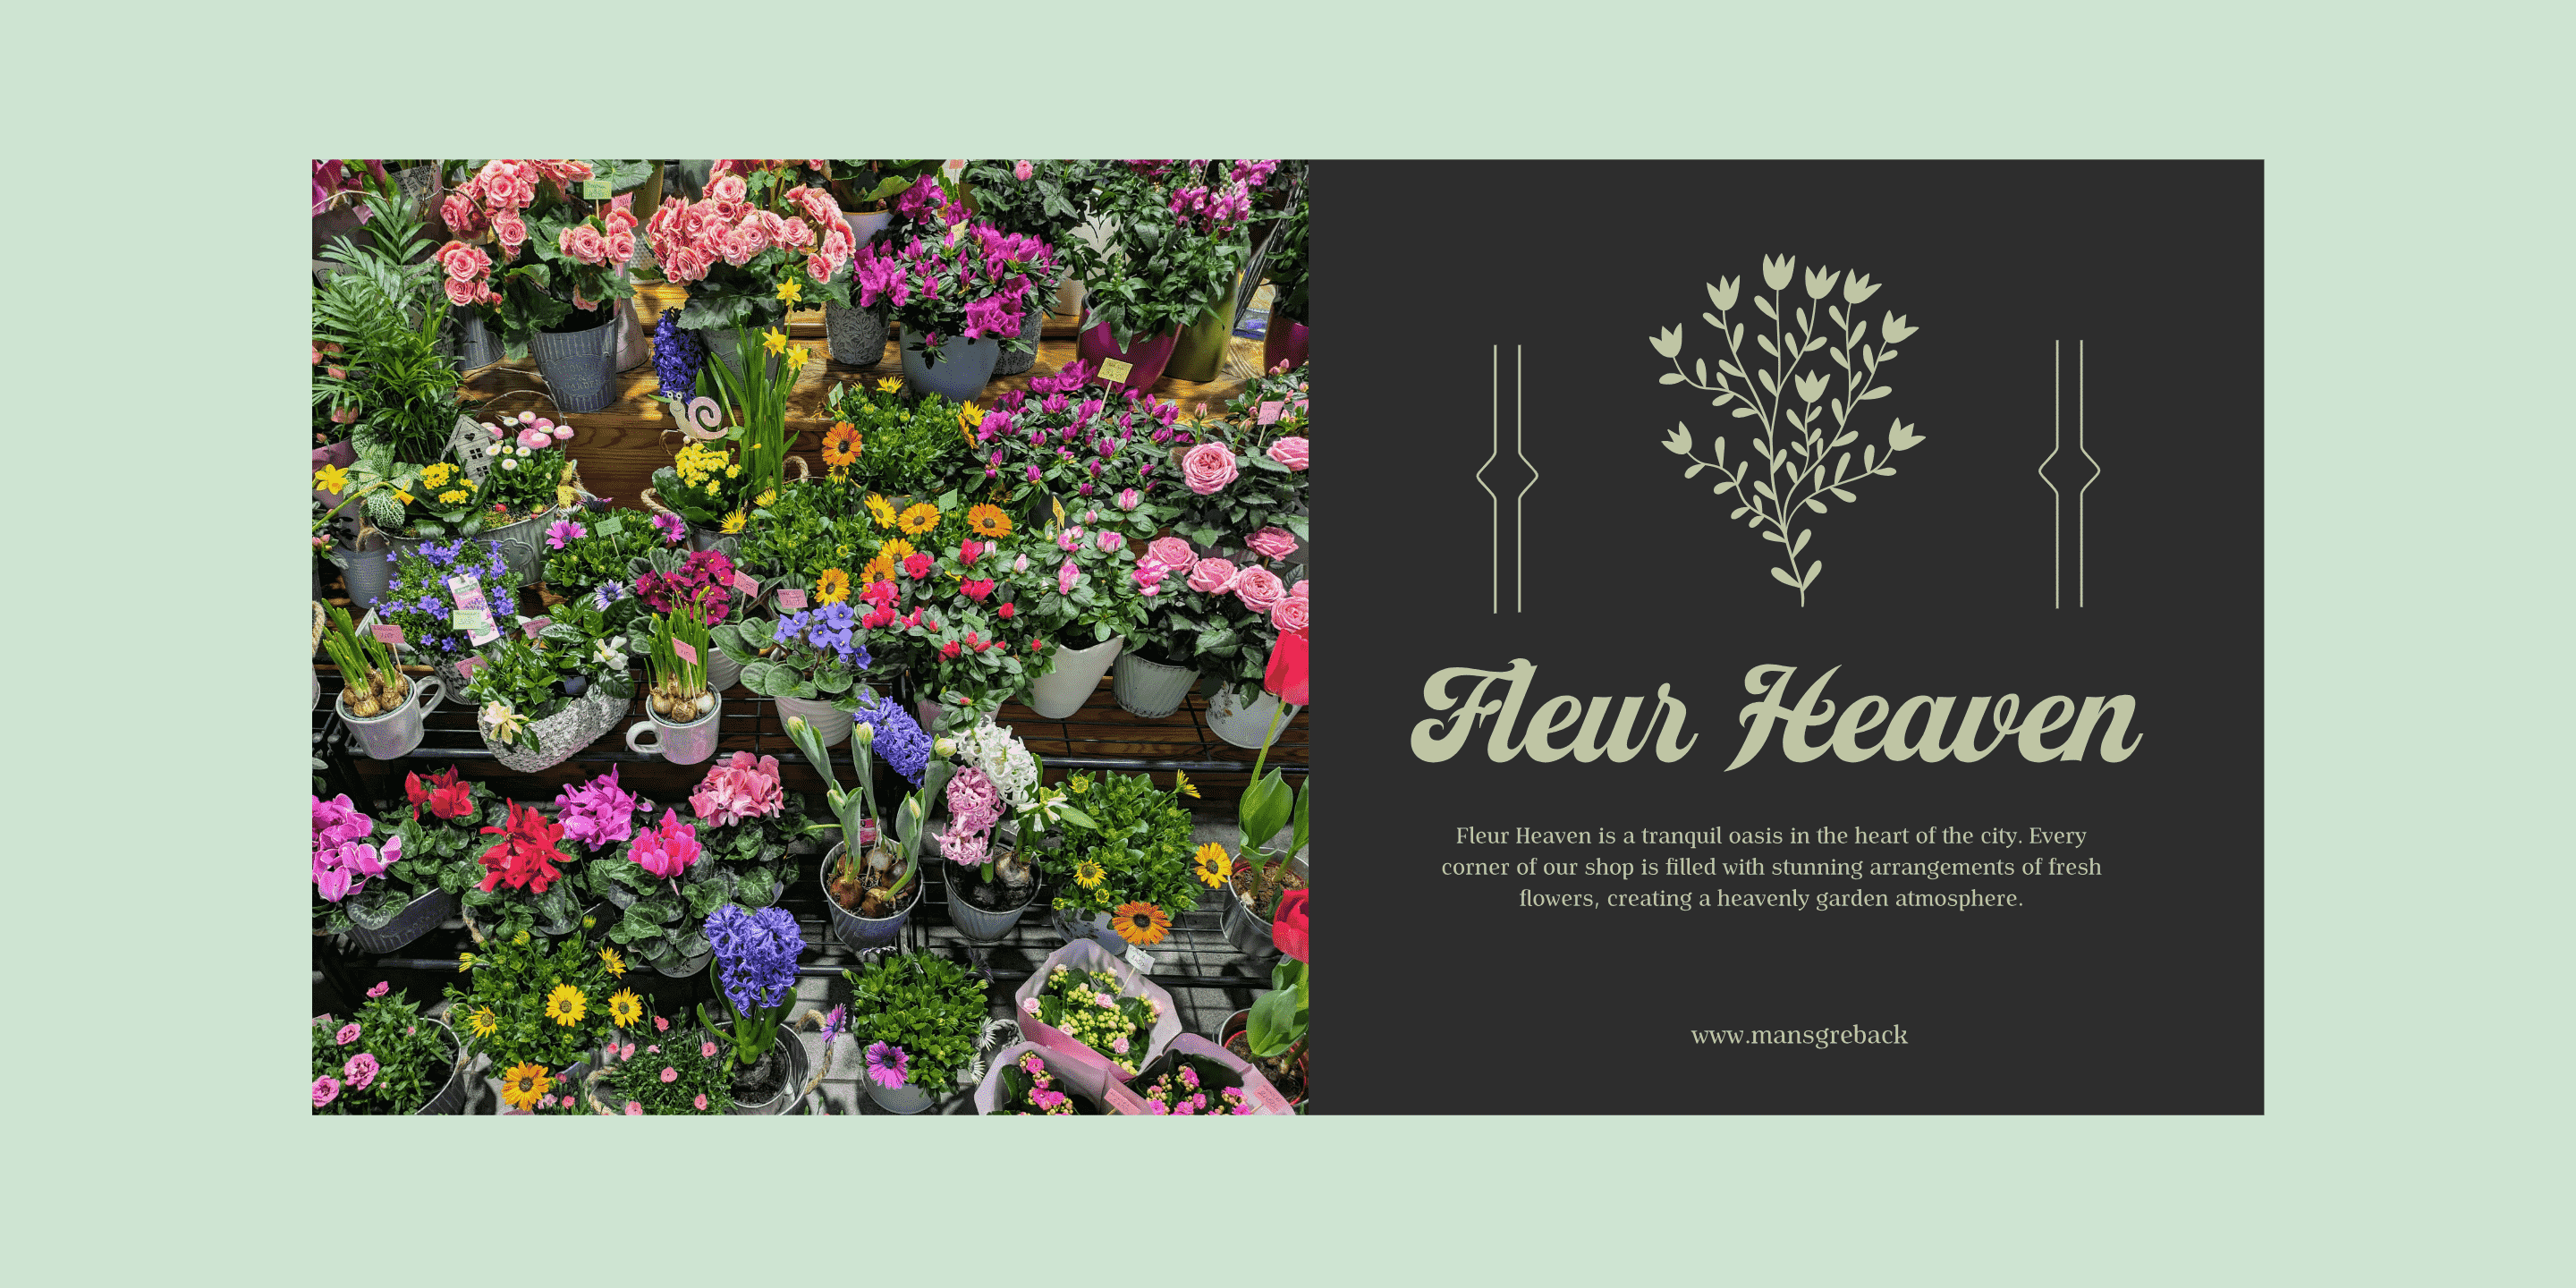 Fleur Heaven
Fleur Heaven is a tranquil oasis in the heart of the city. Every
corner of our shop is filled with stunning arrangements of fresh
flowers, creating a heavenly garden atmosphere.
www.mansgreback